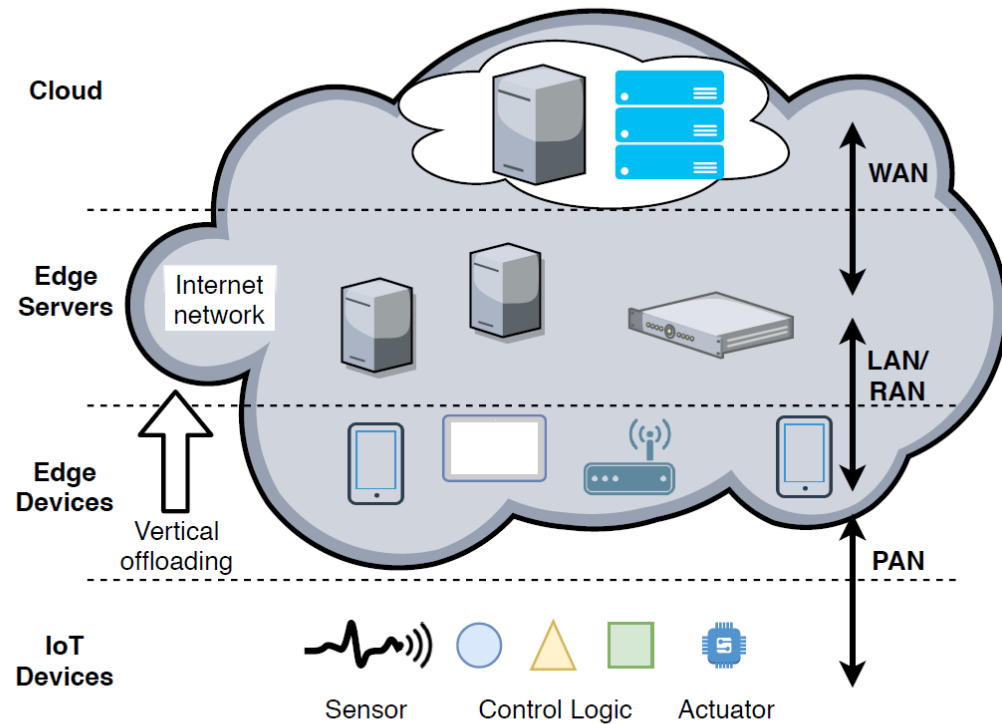 Cloud
WAN
Edge
Servers
Internet
network
LAN/
RAN
Edge
Devices
Vertical
offloading
PAN
IoT
Devices
Sensor
Control Logic
Actuator